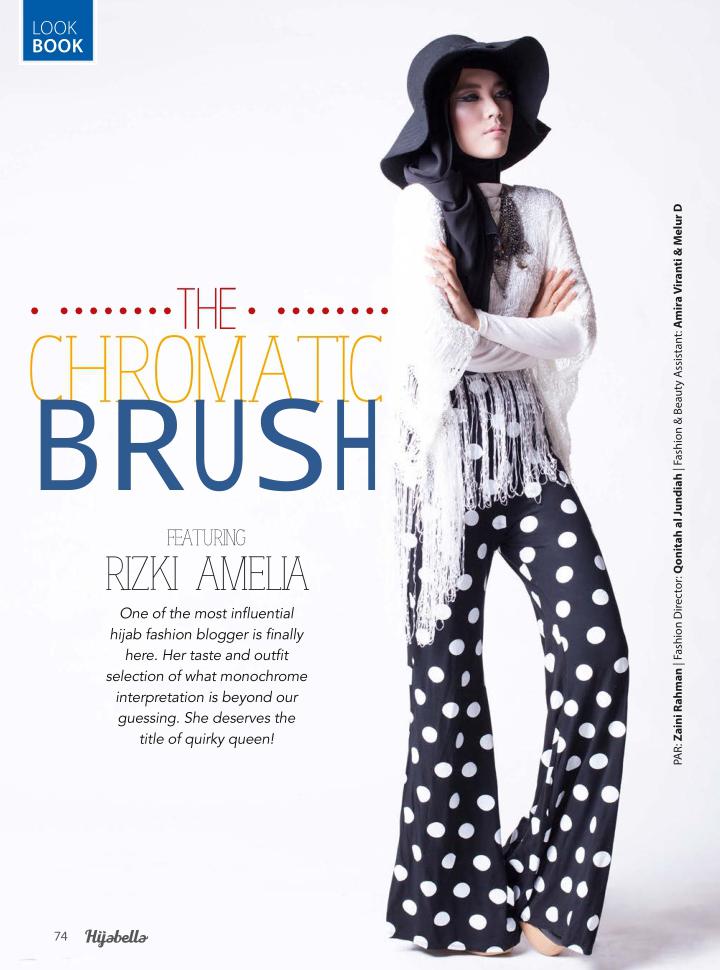 LOOK
BOOK
THE
CHROMATIC
BRUSH
FEATURING
RIZKI AMELIA
One of the most influential
hijab fashion blogger is finally
here. Her taste and outfit
selection of what monochrome
interpretation is beyond our
guessing. She deserves the
title of quirky queen!
PAR: Zaini Rahman | Fashion Director: Qonitah al Jundiah | Fashion & Beauty Assistant: Amira Viranti & Melur D
74 Hijabella